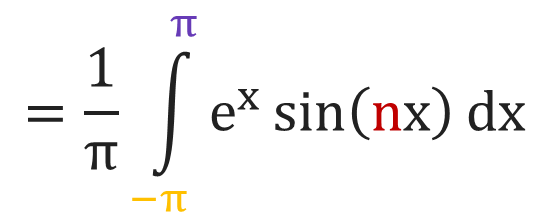 = 1/π ∫_{-π}^{π} eˣ sin(nx) dx